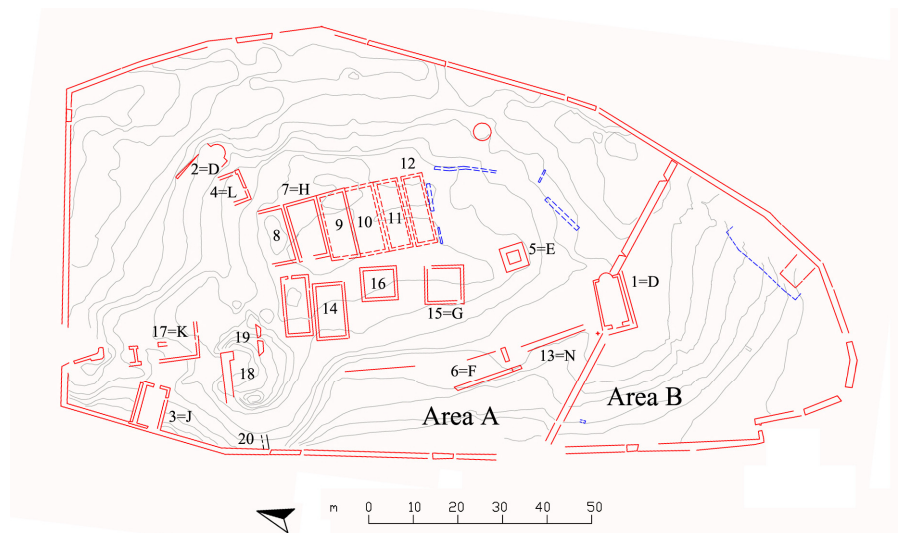 12
2=D
4=L
7=H
9
10
11
8
5=E
1=D
16
14
15=G
17=K
19
13=N
18
6=F
Area B
3=J
Area A
20
m 0 10 20 30 40 50